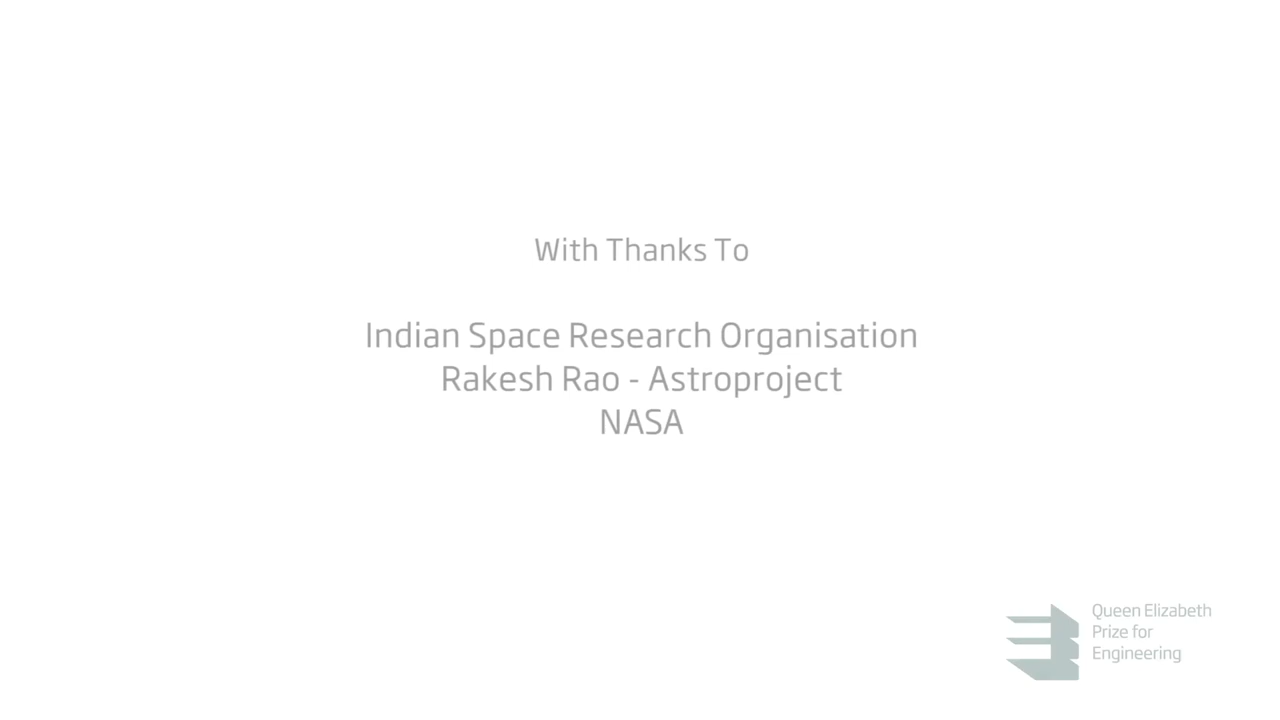 With Thanks To
Indian Space Research Organisation
Rakesh Rao - Astroproject
NASA
Queen Elizabeth
Prize for
Engineering